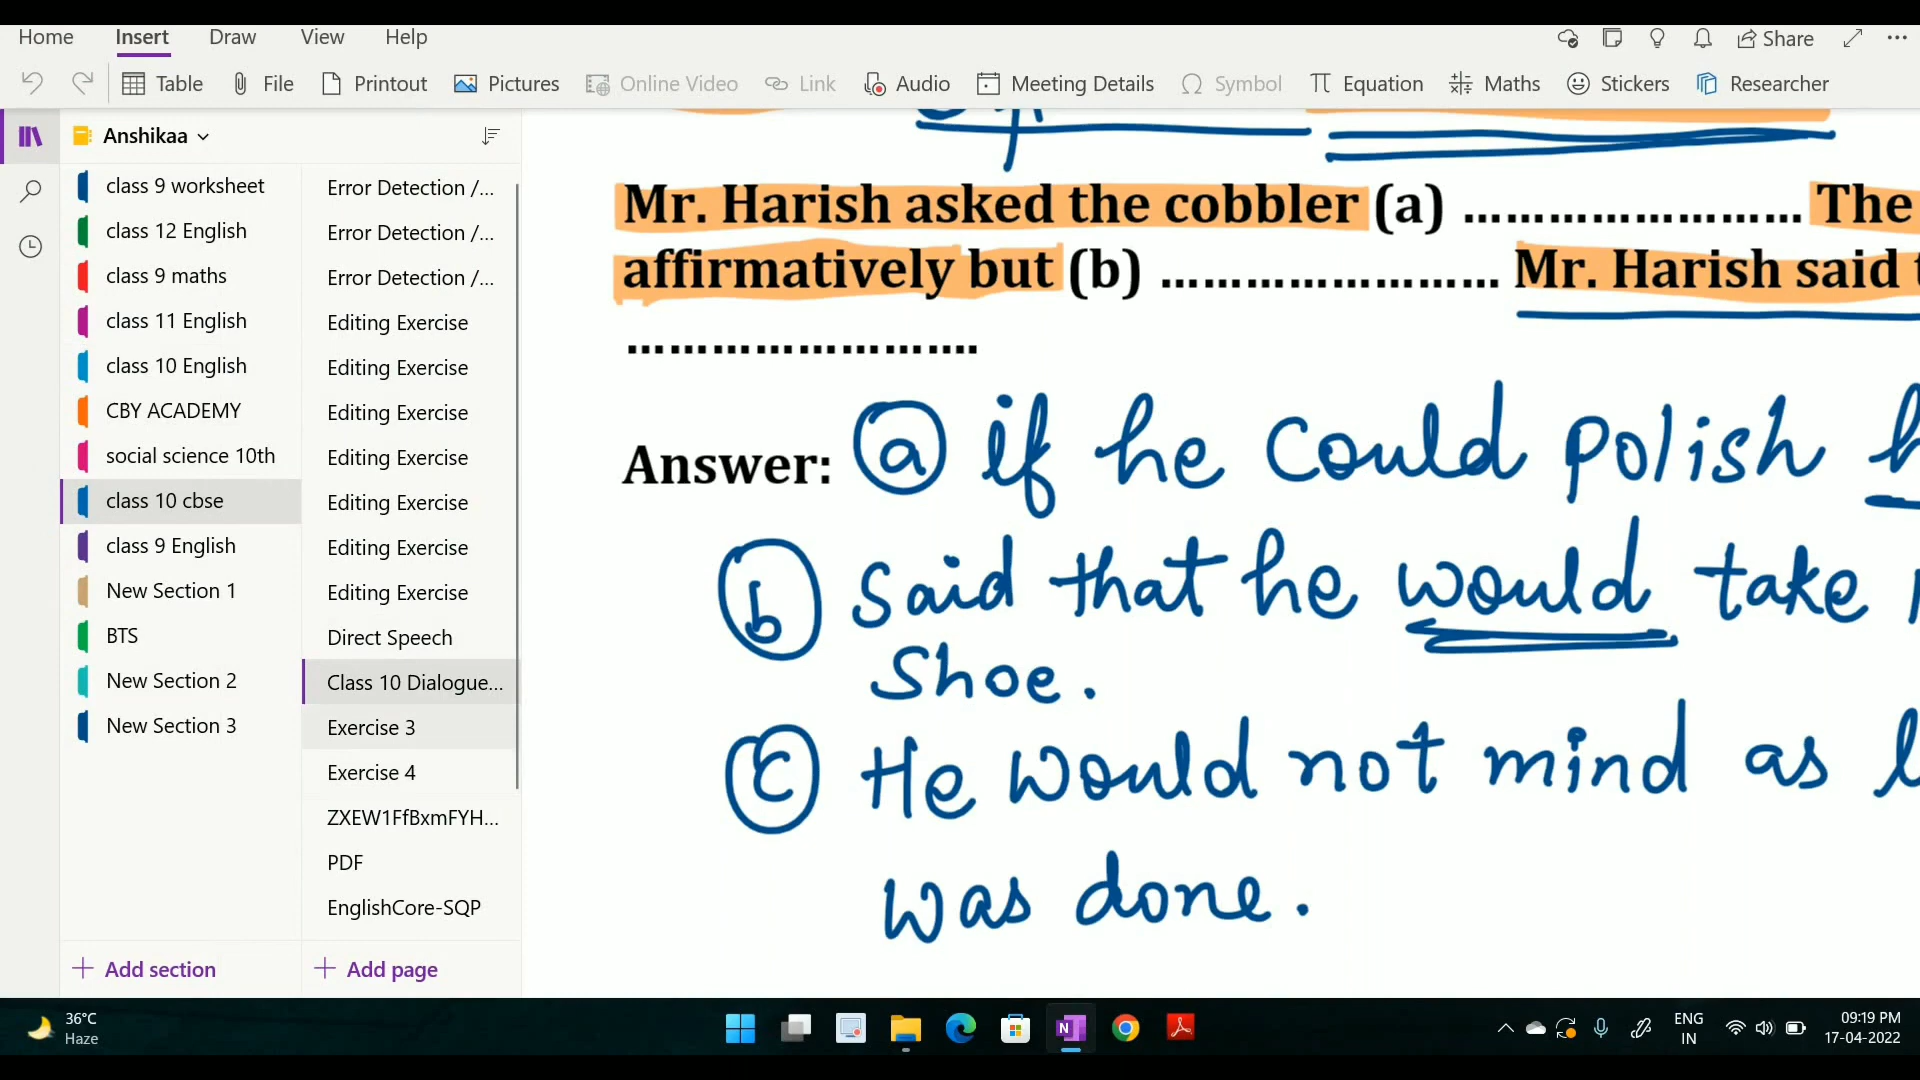 Home Insert Draw View Help Share
Table File Printout Pictures Online Video Link Audio Meeting Details Symbol Equation Maths Stickers Researcher
Anshikaa
class 9 worksheet
class 12 English
class 9 maths
class 11 English
class 10 English
CBY ACADEMY
social science 10th
class 10 cbse
class 9 English
New Section 1
BTS
New Section 2
New Section 3
Add section
Error Detection /...
Error Detection /...
Error Detection /...
Editing Exercise
Editing Exercise
Editing Exercise
Editing Exercise
Editing Exercise
Editing Exercise
Editing Exercise
Direct Speech
Class 10 Dialogue...
Exercise 3
Exercise 4
ZXEW1FfBxmFYH...
PDF
EnglishCore-SQP
Add page
Mr. Harish asked the cobbler (a) ........................ The
affirmatively but (b) ........................ Mr. Harish said
.........................
Answer: (a) if he could polish
(b) said that he would take
shoe.
(c) He would not mind as
was done.
36°C
Haze
ENG
IN
09:19 PM
17-04-2022